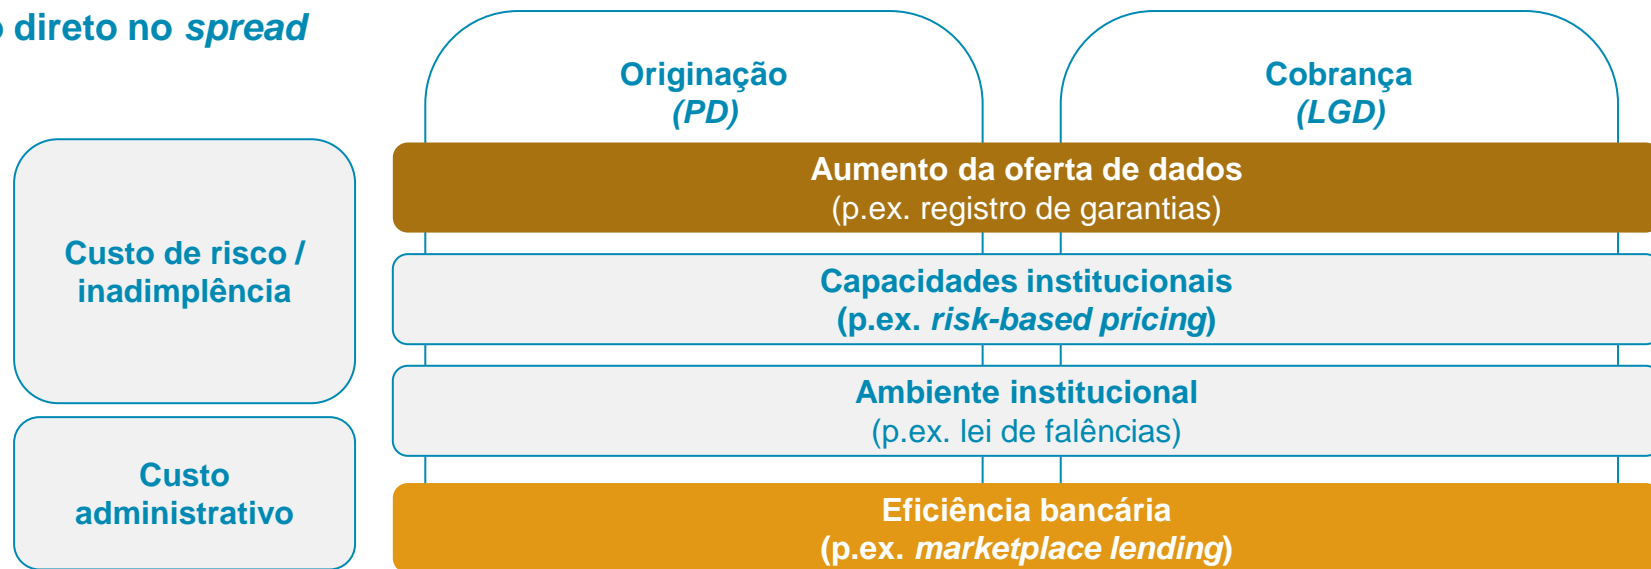 direto no spread
Originação
(PD)
Cobrança
(LGD)
Custo de risco /
inadimplência
Aumento da oferta de dados
(p.ex. registro de garantias)
Capacidades institucionais
(p.ex. risk-based pricing)
Ambiente institucional
(p.ex. lei de falências)
Custo
administrativo
Eficiência bancária
(p.ex. marketplace lending)